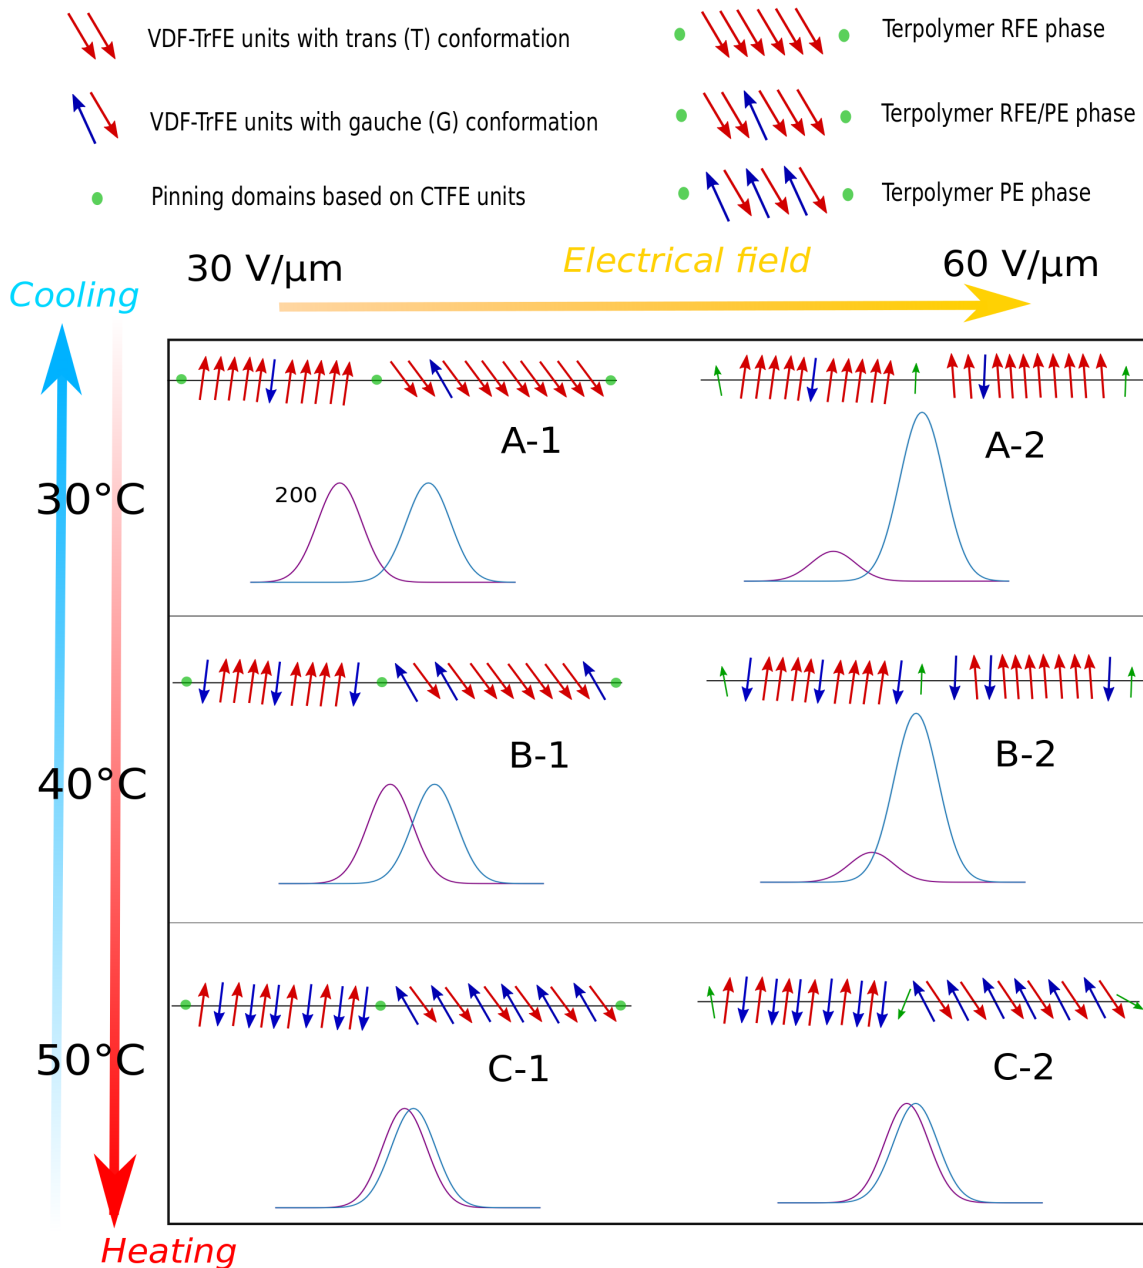 VDF-TrFE units with trans (T) conformation
Terpolymer RFE phase
VDF-TrFE units with gauche (G) conformation
Terpolymer RFE/PE phase
Pinning domains based on CTFE units
Terpolymer PE phase
30 V/μm
Electrical field
60 V/μm
Cooling
A-1
A-2
200
30°C
B-1
B-2
40°C
C-1
C-2
50°C
Heating